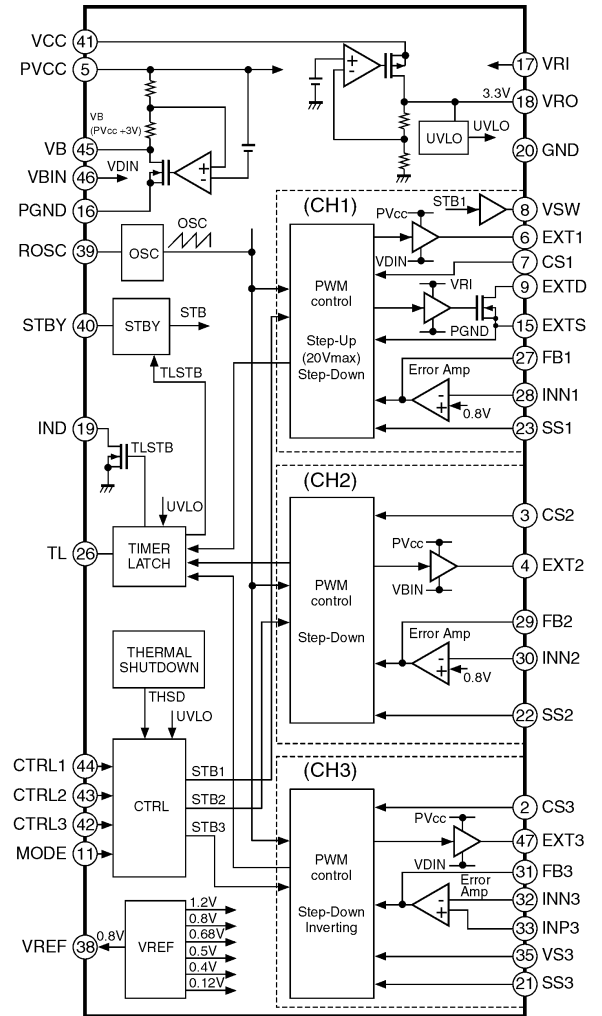 VCC 41
PVCC 5
VB
(PVcc +3V)
VB 45
VBIN 46 VDIN
PGND 16
ROSC 39 OSC OSC
STBY 40 STBY STB
TLSTB
IND 19
TLSTB
UVLO
TL 26 TIMER
LATCH
THERMAL
SHUTDOWN
THSD
UVLO
CTRL1 44
CTRL2 43
CTRL3 42
MODE 11
CTRL
STB1
STB2
STB3
VREF 38 0.8V VREF
1.2V
0.8V
0.68V
0.5V
0.4V
0.12V
17 VRI
3.3V 18 VRO
UVLO UVLO
20 GND
(CH1)
STB1 8 VSW
PVcc
6 EXT1
VDIN
7 CS1
VRI 9 EXTD
PGND 15 EXTS
PWM
control
Step-Up
(20Vmax)
Step-Down
27 FB1
Error Amp
28 INN1
0.8V
23 SS1
(CH2)
3 CS2
PVcc
4 EXT2
VBIN
PWM
control
Step-Down
29 FB2
Error Amp
30 INN2
0.8V
22 SS2
(CH3)
2 CS3
PVcc
47 EXT3
VDIN
31 FB3
PWM
control
Step-Down
Inverting
Error
Amp
32 INN3
33 INP3
35 VS3
21 SS3